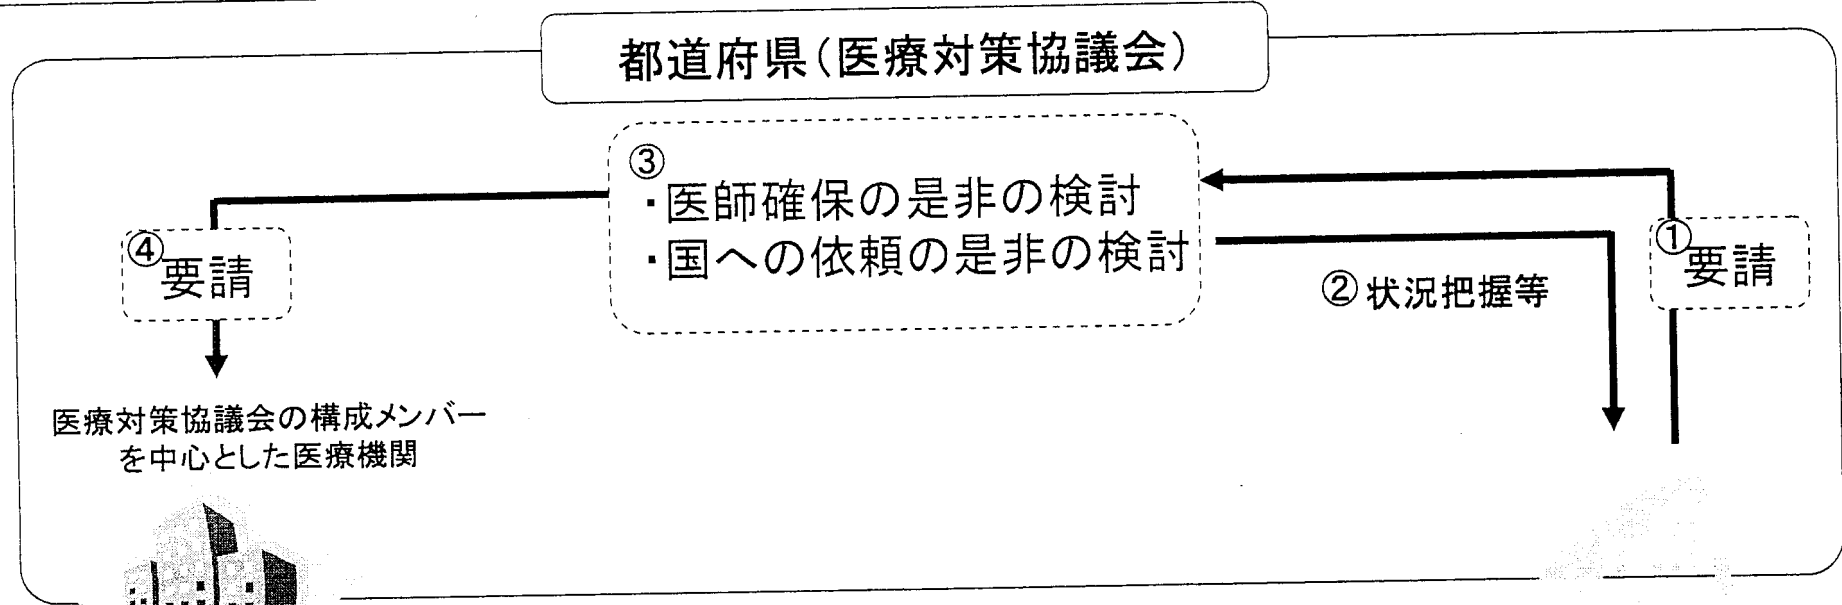 都道府県（医療対策協議会）
③
・医師確保の是非の検討
・国への依頼の是非の検討
④
要請
①
要請
②状況把握等
医療対策協議会の構成メンバー
を中心とした医療機関